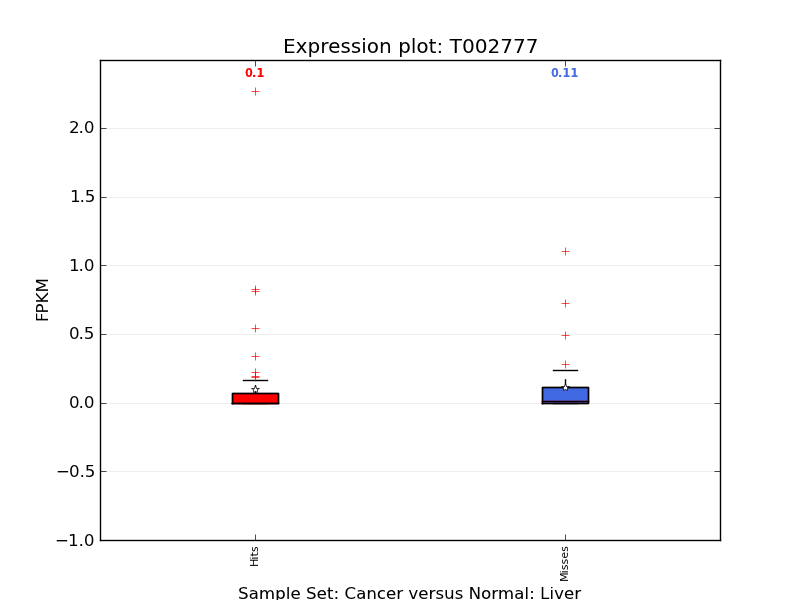 Expression plot: T002777
0.1
0.11
2.0
1.5
1.0
0.5
0.0
−0.5
−1.0
FPKM
Hits
Misses
Sample Set: Cancer versus Normal: Liver